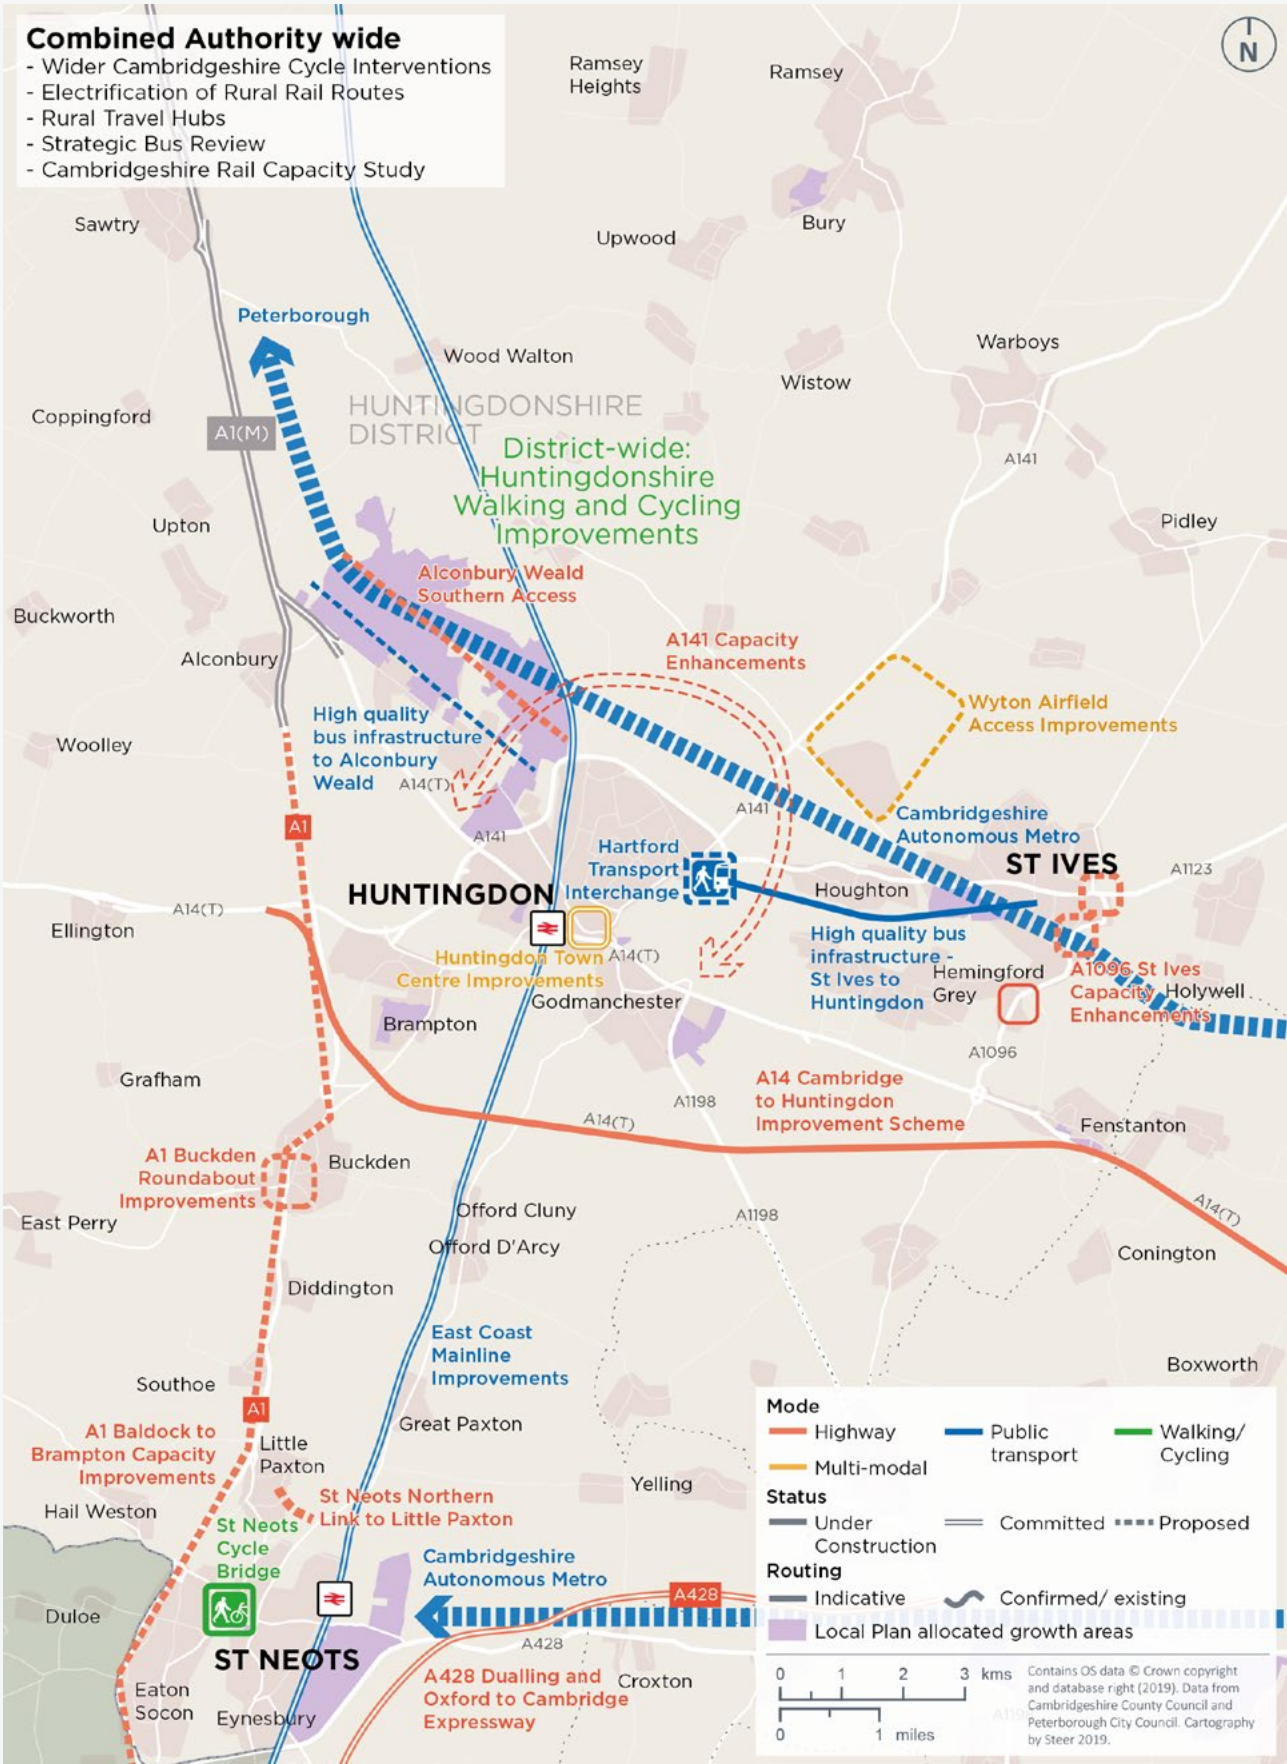 Combined Authority wide
- Wider Cambridgeshire Cycle Interventions
- Electrification of Rural Rail Routes
- Rural Travel Hubs
- Strategic Bus Review
- Cambridgeshire Rail Capacity Study
N
Ramsey
Heights
Ramsey
Sawtry
Upwood
Bury
Peterborough
Wood Walton
Warboys
Wistow
Coppingford
A1(M)
HUNTINGDONSHIRE
DISTRICT
District-wide:
Huntingdonshire
Walking and Cycling
Improvements
A141
Upton
Pidley
Alconbury Weald
Southern Access
Buckworth
Alconbury
A141 Capacity
Enhancements
Wyton Airfield
Access Improvements
High quality
bus infrastructure
to Alconbury
Weald
Woolley
A14(T)
A141
A141
A1
Cambridgeshire
Autonomous Metro
Hartford
Transport
Interchange
ST IVES
A1123
HUNTINGDON
Houghton
A14(T)
Ellington
High quality bus
infrastructure -
St Ives to
Huntingdon
Huntingdon Town
Centre Improvements
A14(T)
Hemingford
Grey
A1096 St Ives
Capacity
Enhancements
Holywell
Godmanchester
Brampton
A1096
Grafham
A14 Cambridge
to Huntingdon
Improvement Scheme
A1198
A14(T)
Fenstanton
A1 Buckden
Roundabout
Improvements
Buckden
East Perry
Offord Cluny
A1198
A14(T)
Offord D'Arcy
Conington
Diddington
East Coast
Mainline
Improvements
Boxworth
Southoe
A1
Great Paxton
A1 Baldock to
Brampton Capacity
Improvements
Little
Paxton
Yelling
Hail Weston
St Neots Northern
Link to Little Paxton
St Neots
Cycle
Bridge
Cambridgeshire
Autonomous Metro
A428
Duloe
A428
ST NEOTS
A428 Dualling and
Oxford to Cambridge
Expressway
Croxton
Eaton
Socon
Eynesbury
Mode
Highway
Public
transport
Walking/
Cycling
Multi-modal
Status
Under
Construction
Committed
Proposed
Routing
Indicative
Confirmed/ existing
Local Plan allocated growth areas
0 1 2 3 kms
0 1 miles
Contains OS data © Crown copyright
and database right (2019). Data from
Cambridgeshire County Council and
Peterborough City Council. Cartography
by Steer 2019.